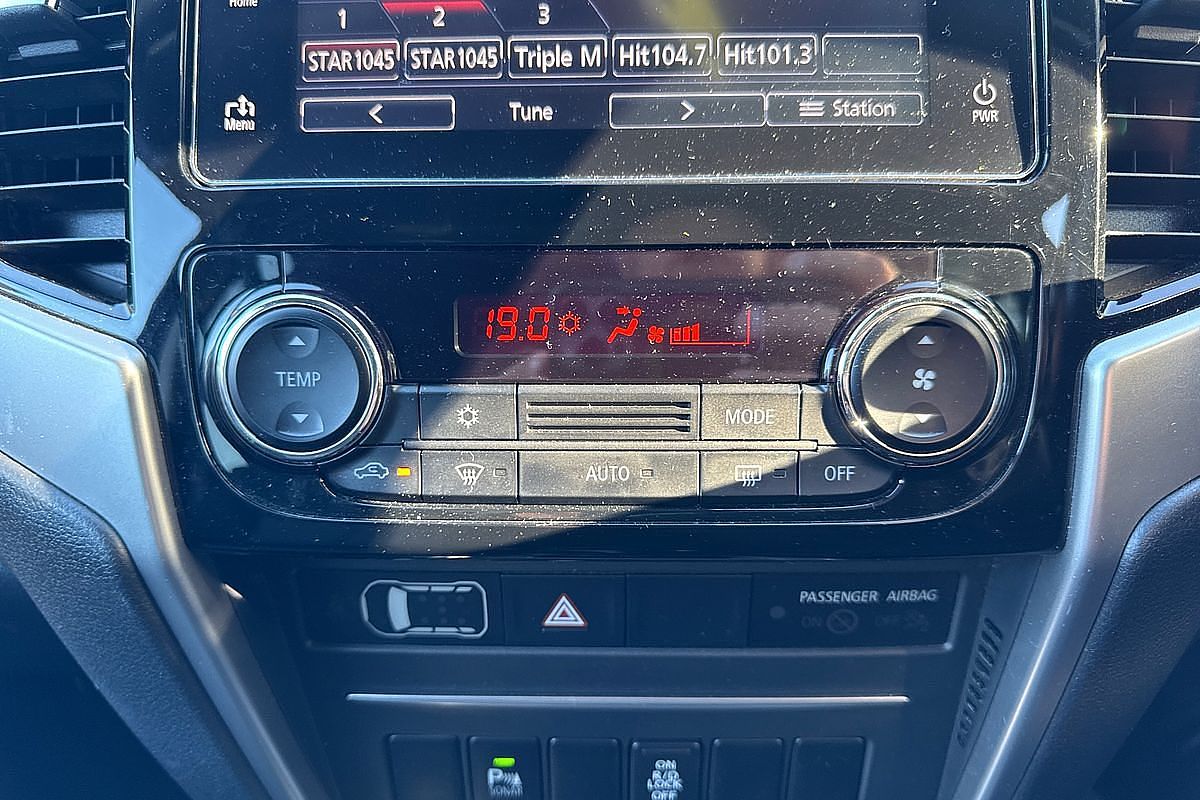 Home
1 2 3
STAR1045 STAR1045 Triple M Hit104.7 Hit101.3
Menu < Tune > Station PWR
19.0
TEMP
MODE
AUTO OFF
PASSENGER AIRBAG
ON OFF
P SONAR
ON
R/D
LOCK
OFF